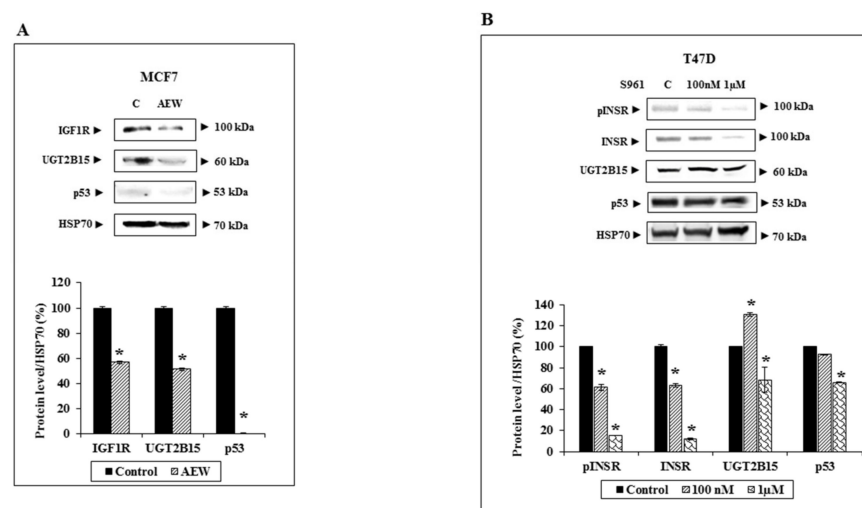 A
MCF7
C AEW
IGF1R ► ► 100 kDa
UGT2B15 ► ► 60 kDa
p53 ► ► 53 kDa
HSP70 ► ► 70 kDa
Protein level/HSP70 (%)
120
100
80
60
40
20
0
* * *
IGF1R UGT2B15 p53
Control AEW
B
T47D
S961 C 100nM 1µM
pINSR ► ► 100 kDa
INSR ► ► 100 kDa
UGT2B15 ► ► 60 kDa
p53 ► ► 53 kDa
HSP70 ► ► 70 kDa
Protein level /HSP70 (%)
140
120
100
80
60
40
20
0
* * * * * * *
pINSR INSR UGT2B15 p53
Control 100 nM 1µM